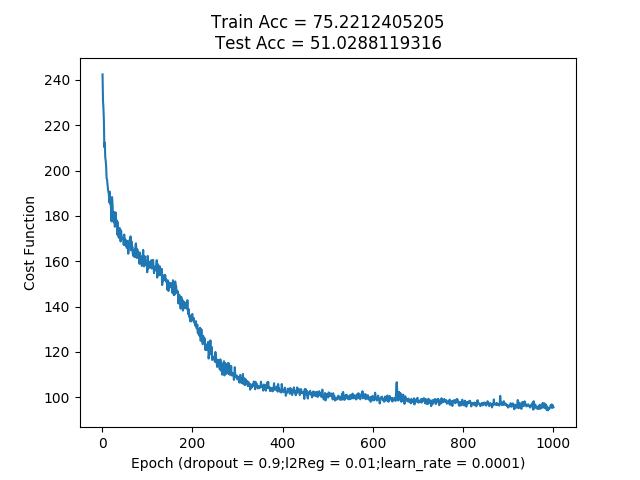 Train Acc = 75.2212405205
Test Acc = 51.0288119316
240
220
200
180
160
140
120
100
Cost Function
0 200 400 600 800 1000
Epoch (dropout = 0.9;l2Reg = 0.01;learn_rate = 0.0001)